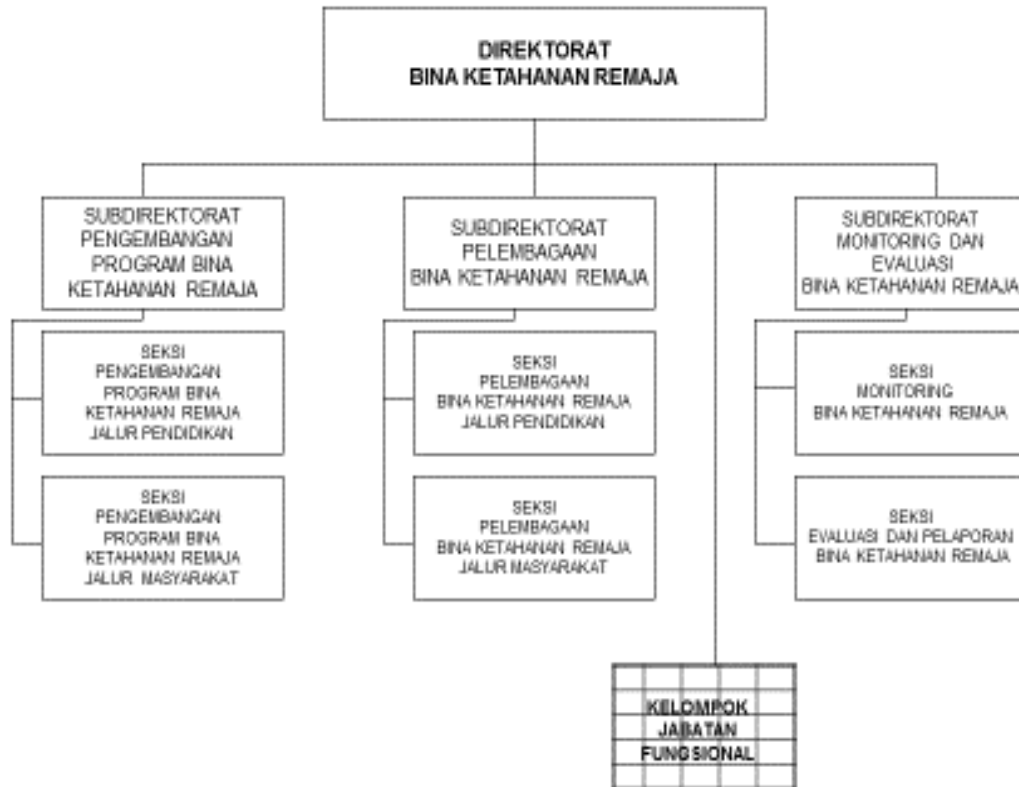 DIREKTORAT
BINA KETAHANAN REMAJA
SUBDIREKTORAT
PENGEMBANGAN
PROGRAM BINA
KETAHANAN REMAJA
SUBDIREKTORAT
PELEMBAGAAN
BINA KETAHANAN REMAJA
SUBDIREKTORAT
MONITORING DAN
EVALUASI
BINA KETAHANAN REMAJA
SEKSI
PENGEMBANGAN
PROGRAM BINA
KETAHANAN REMAJA
JALUR PENDIDIKAN
SEKSI
PELEMBAGAAN
BINA KETAHANAN REMAJA
JALUR PENDIDIKAN
SEKSI
MONITORING
BINA KETAHANAN REMAJA
SEKSI
PENGEMBANGAN
PROGRAM BINA
KETAHANAN REMAJA
JALUR MASYARAKAT
SEKSI
PELEMBAGAAN
BINA KETAHANAN REMAJA
JALUR MASYARAKAT
SEKSI
EVALUASI DAN PELAPORAN
BINA KETAHANAN REMAJA
KELOMPOK
JABATAN
FUNGSIONAL